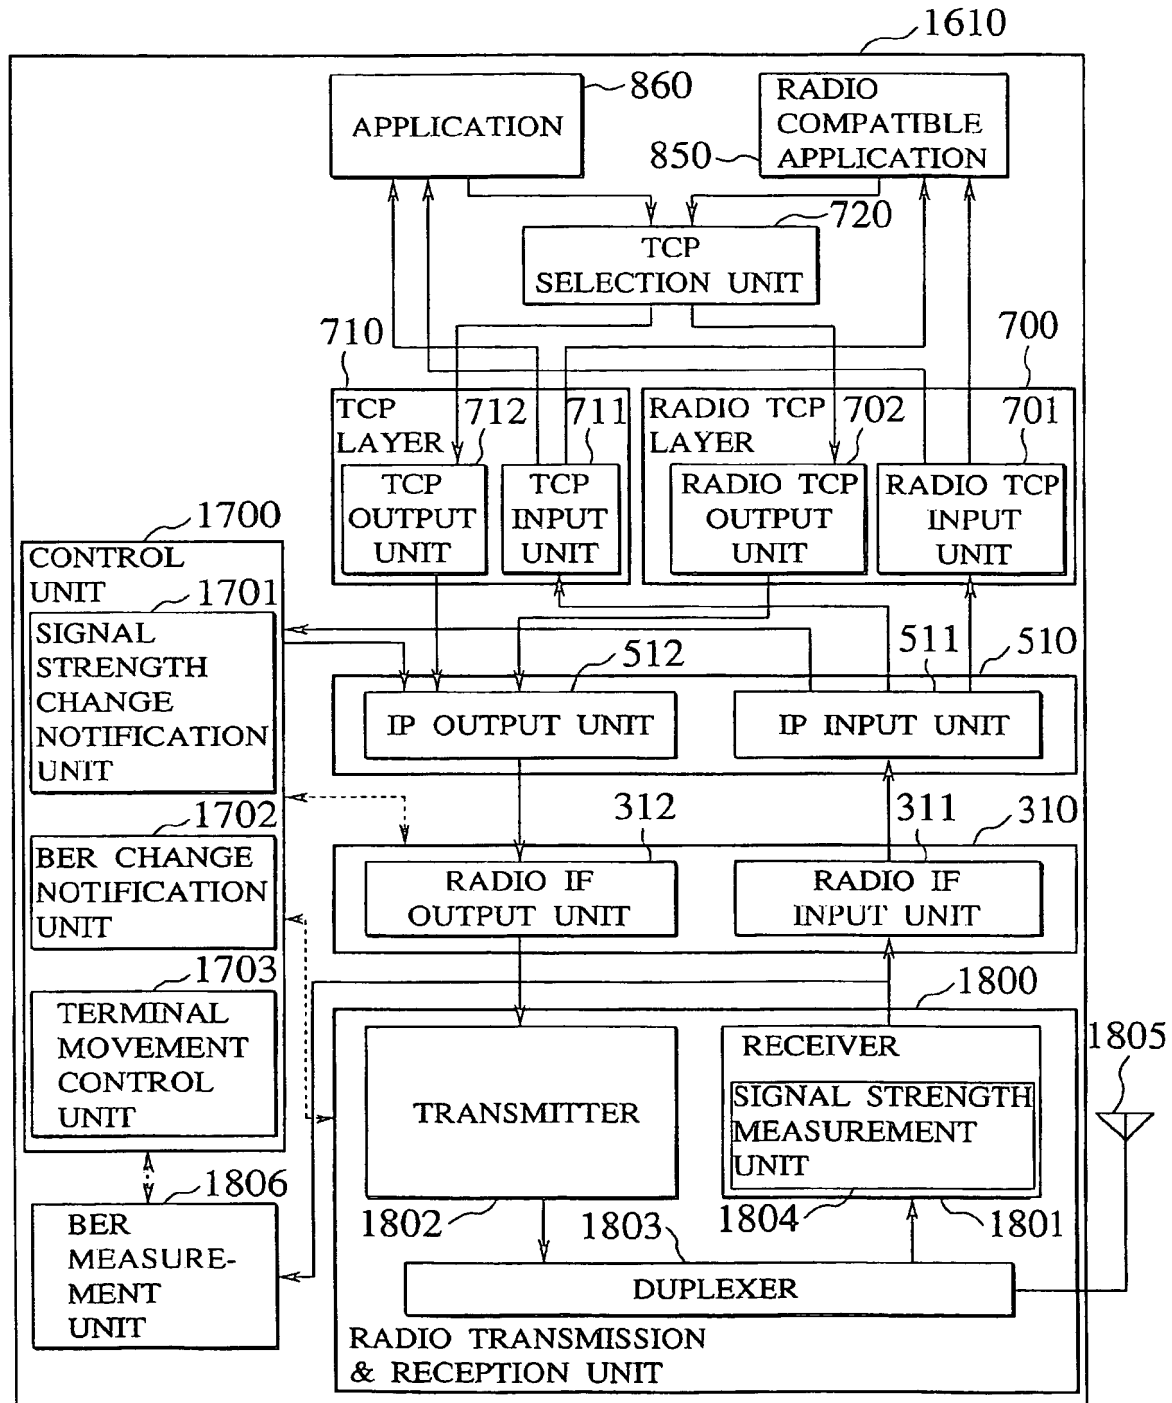 1610
860
APPLICATION
RADIO
COMPATIBLE
APPLICATION
850
720
TCP
SELECTION UNIT
710
700
TCP
LAYER
712
711
RADIO TCP
LAYER
702
701
TCP
OUTPUT
UNIT
TCP
INPUT
UNIT
RADIO TCP
OUTPUT
UNIT
RADIO TCP
INPUT
UNIT
1700
CONTROL
UNIT
1701
SIGNAL
STRENGTH
CHANGE
NOTIFICATION
UNIT
512
511
510
IP OUTPUT UNIT
IP INPUT UNIT
1702
BER CHANGE
NOTIFICATION
UNIT
312
311
310
RADIO IF
OUTPUT UNIT
RADIO IF
INPUT UNIT
1703
TERMINAL
MOVEMENT
CONTROL
UNIT
1800
1805
TRANSMITTER
RECEIVER
SIGNAL STRENGTH
MEASUREMENT
UNIT
1806
BER
MEASURE-
MENT
UNIT
1802
1803
1804
1801
DUPLEXER
RADIO TRANSMISSION
& RECEPTION UNIT